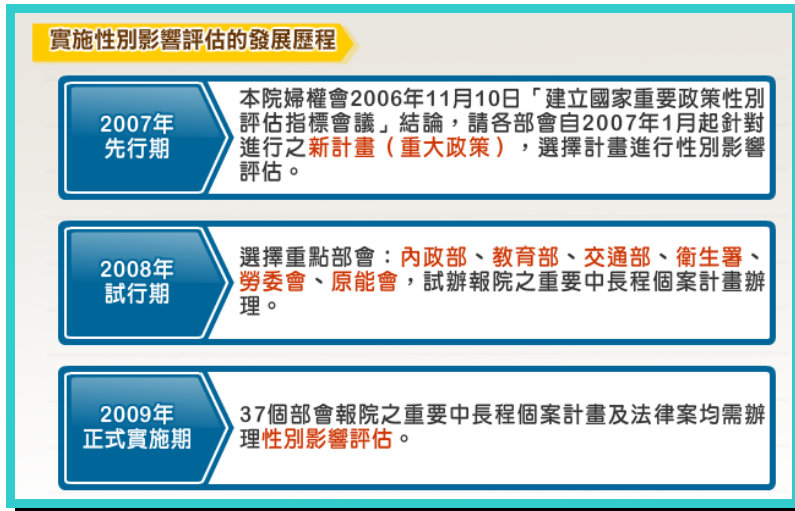 實施性別影響評估的發展歷程
2007年
先行期
本院婦權會2006年11月10日「建立國家重要政策性別
評估指標會議」結論，請各部會自2007年1月起針對
進行之新計畫（重大政策），選擇計畫進行性別影響
評估。
2008年
試行期
選擇重點部會：內政部、教育部、交通部、衛生署、
勞委會、原能會，試辦報院之重要中長程個案計畫辦
理。
2009年
正式實施期
37個部會報院之重要中長程個案計畫及法律案均需辦
理性別影響評估。